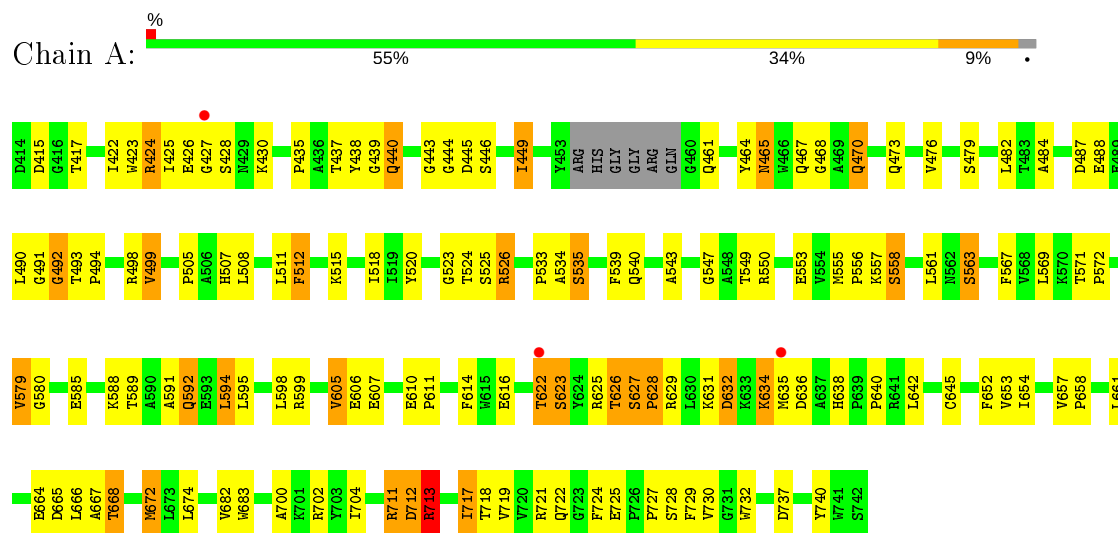 %
Chain A:
55% 34% 9% •
D414 D415 G416 T417 I422 W423 R424 I425 E426 G427 S428 N429 K430 P435 A436 T437 Y438 G439 Q440 G443 G444 D445 S446 I449 Y453 ARG HIS GLY GLY ARG GLN G460 Q461 Y464 N465 W466 Q467 G468 A469 Q470 Q473 V476 S479 L482 T483 A484 D487 E488
L490 G491 G492 T493 P494 R498 V499 P505 A506 H507 L508 L511 F512 K515 I518 I519 Y520 G523 T524 S525 R526 P533 A534 S535 F539 Q540 A543 G547 A548 T549 R550 E553 V554 M555 P556 K557 S558 L561 N562 S563 F567 V568 L569 K570 T571 P572
V579 G580 E585 K588 T589 A590 A591 Q592 E593 L594 L595 L598 R599 V605 E606 E607 E610 P611 F614 W615 E616 T622 S623 Y624 R625 T626 S627 P628 R629 L630 K631 D632 K633 K634 M635 D636 A637 H638 P639 P640 R641 L642 C645 F652 V653 I654 V657 P658 L661
E664 D665 L666 A667 T668 M672 L673 L674 V682 W683 A700 K701 R702 Y703 I704 R711 D712 R713 I717 T718 V719 V720 R721 Q722 G723 F724 E725 P726 P727 S728 F729 V730 G731 W732 D737 Y740 W741 S742